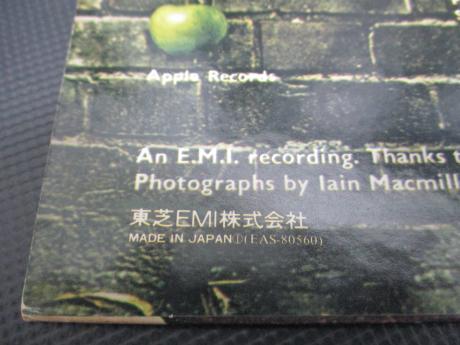 Apple Records
An E.M.I. recording. Thanks t
Photographs by Iain Macmill
東芝EMI株式会社
MADE IN JAPAN①(EAS-80560)